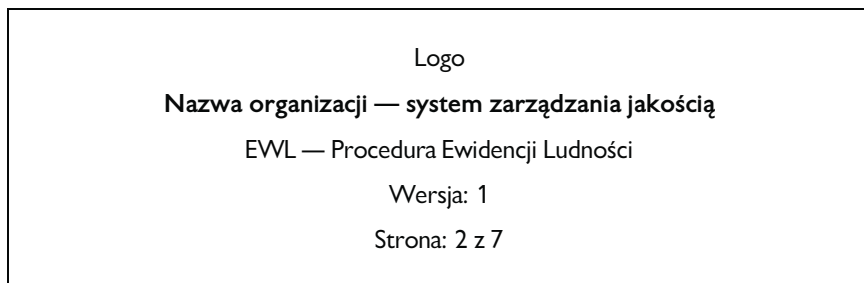 Logo
Nazwa organizacji — system zarządzania jakością
EWL — Procedura Ewidencji Ludności
Wersja: 1
Strona: 2 z 7